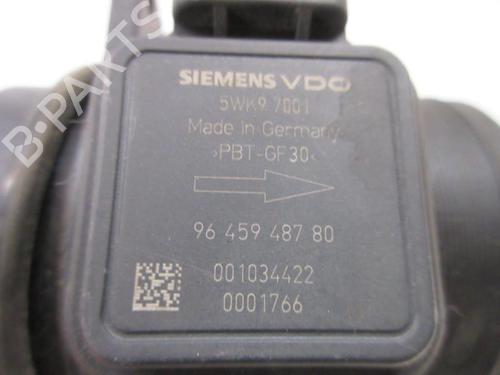 B-PARTS
SIEMENS VDO
5WK9 7001
Made in Germany
>PBT-GF30<
96 459 487 80
001034422
0001766